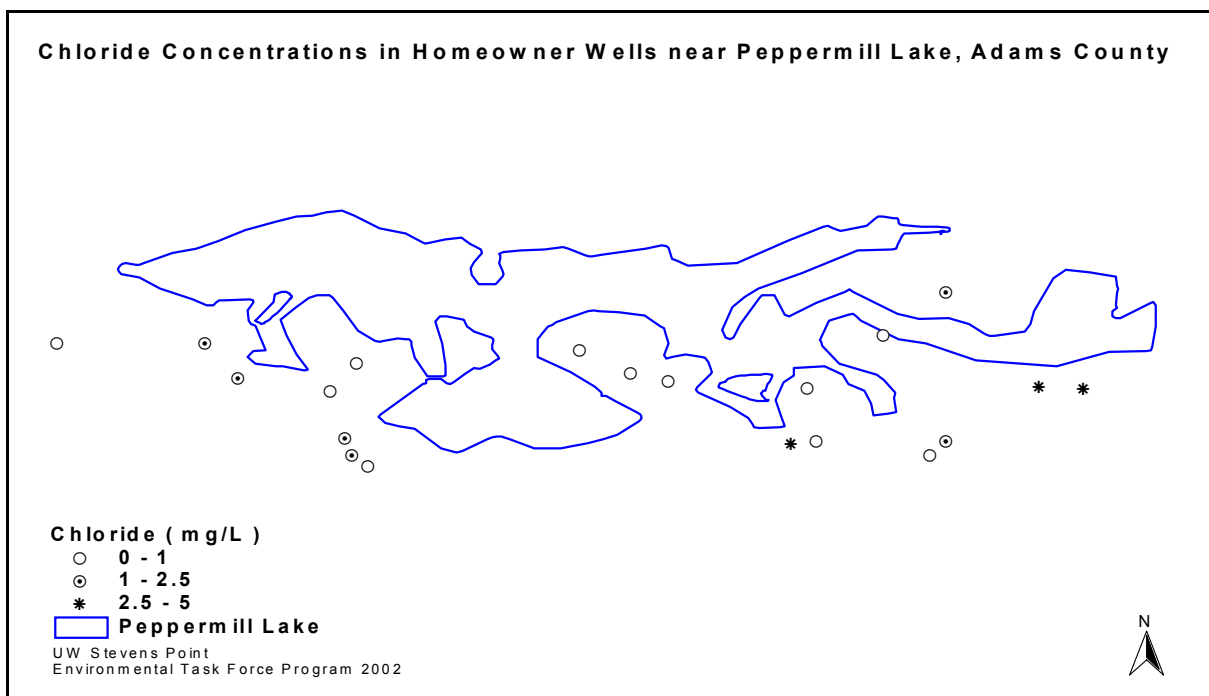 Chloride Concentrations in Homeowner Wells near Peppermill Lake, Adams County
Chloride (mg/L)
0 - 1
1 - 2.5
2.5 - 5
Peppermill Lake
UW Stevens Point
Environmental Task Force Program 2002
N